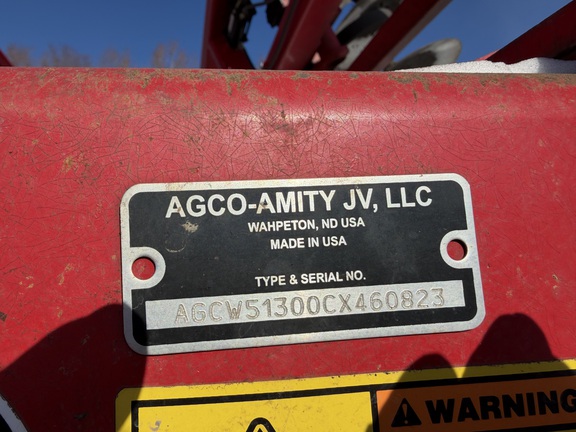 AGCO-AMITY JV, LLC
WAHPETON, ND USA
MADE IN USA
TYPE & SERIAL NO.
AGCW51300CX460823
WARNING